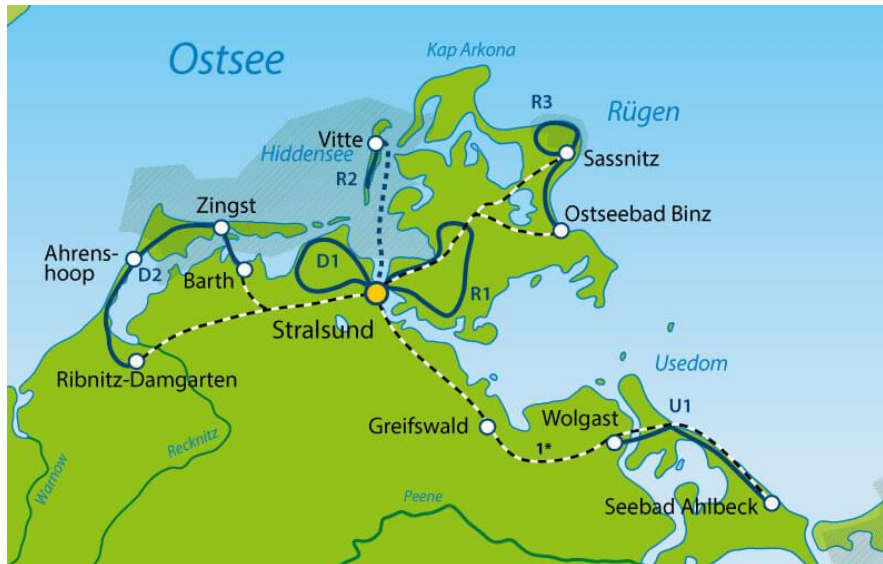 Kap Arkona
Ostsee
R3
Rügen
Vitte
Hiddensee
Sassnitz
R2
Zingst
Ostseebad Binz
Ahrens-
hoop
D2
Barth
D1
R1
Stralsund
Usedom
Ribnitz-Damgarten
Greifswald
Wolgast
U1
Recknitz
1*
Warnow
Peene
Seebad Ahlbeck